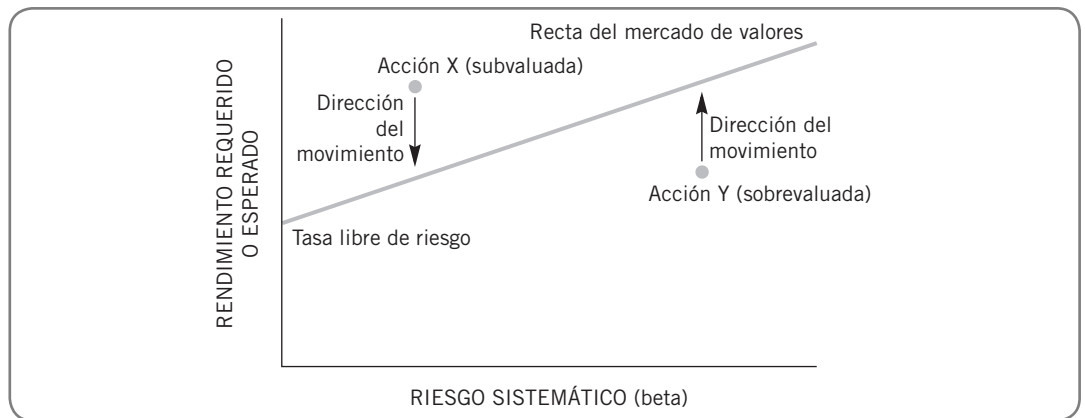 RENDIMIENTO REQUERIDO
O ESPERADO
Recta del mercado de valores
Acción X (subvaluada)
Dirección
del
movimiento
Dirección del
movimiento
Acción Y (sobrevaluada)
Tasa libre de riesgo
RIESGO SISTEMÁTICO (beta)